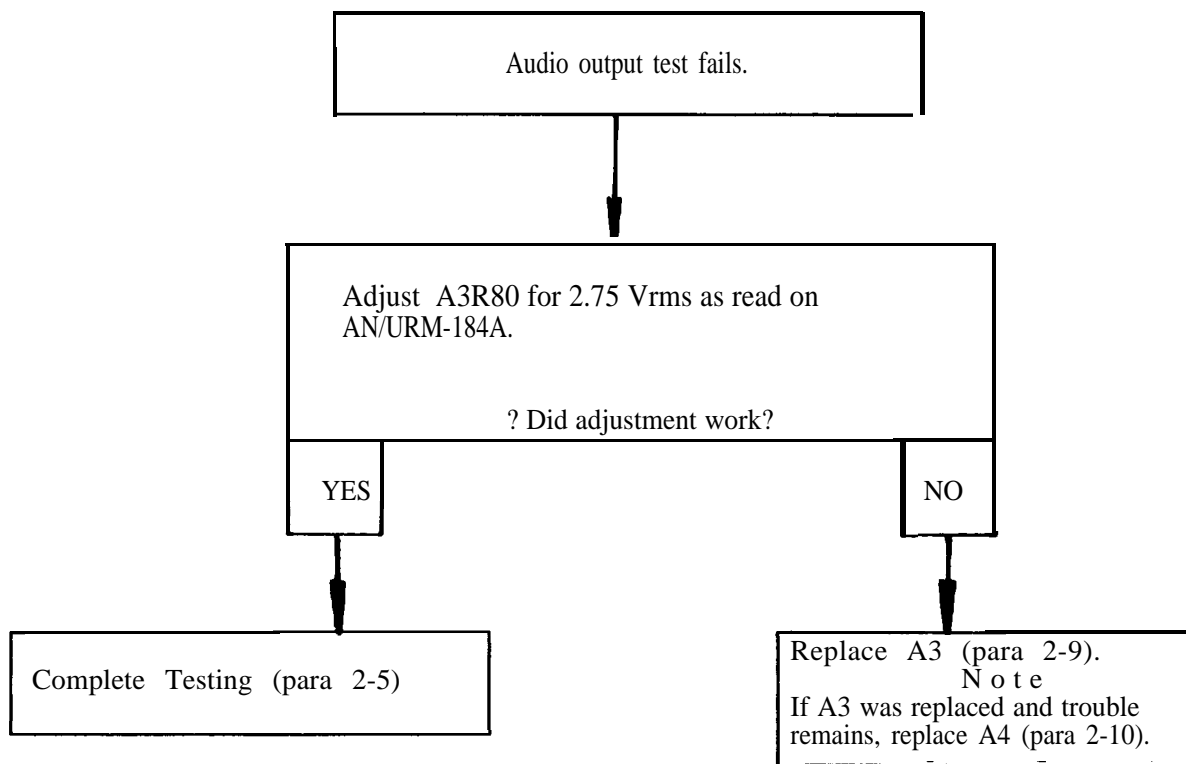 Audio output test fails.
Adjust A3R80 for 2.75 Vrms as read on
AN/URM-184A.
? Did adjustment work?
YES
NO
Complete Testing (para 2-5)
Replace A3 (para 2-9).
Note
If A3 was replaced and trouble
remains, replace A4 (para 2-10).